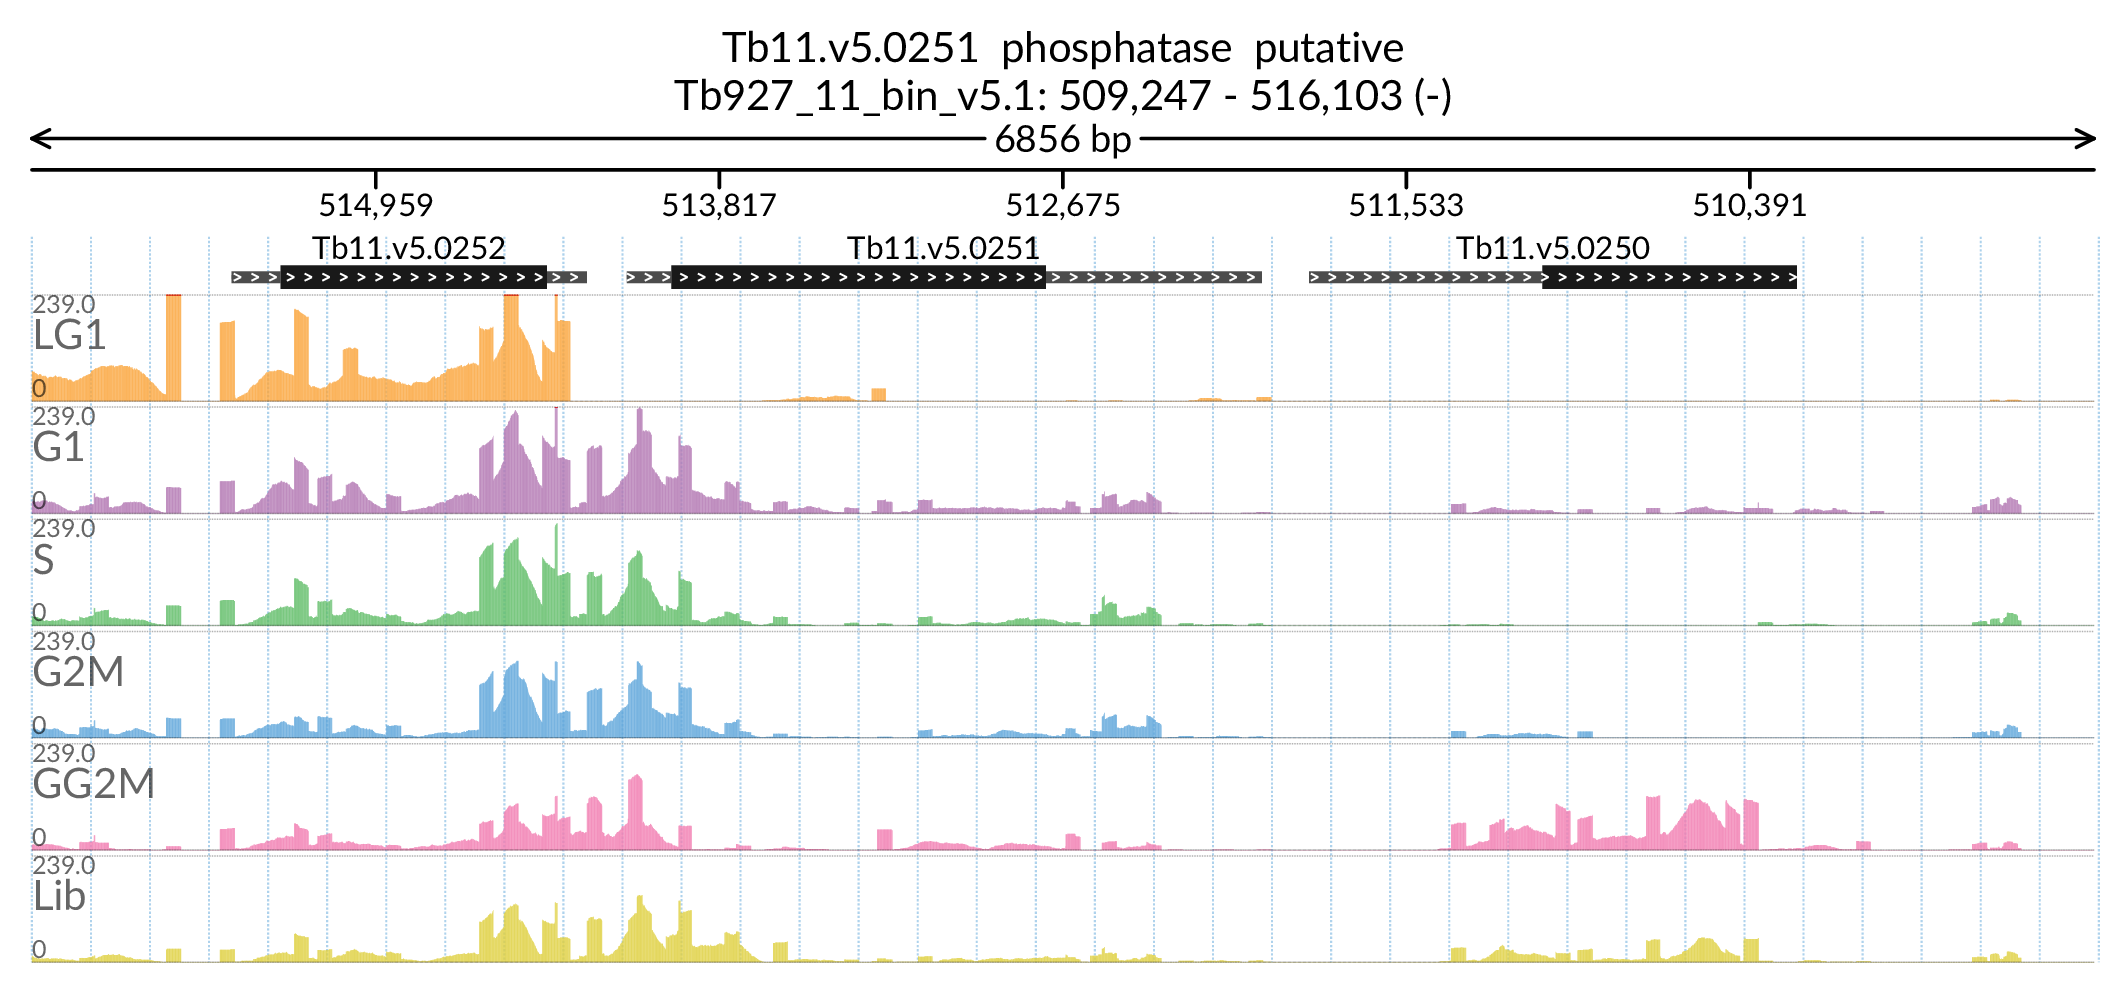 Tb11.v5.0251 phosphatase putative
Tb927_11_bin_v5.1: 509,247 - 516,103 (-)
6856 bp
514,959 513,817 512,675 511,533 510,391
Tb11.v5.0252 Tb11.v5.0251 Tb11.v5.0250
239.0
LG1
0
239.0
G1
0
239.0
S
0
239.0
G2M
0
239.0
GG2M
0
239.0
Lib
0